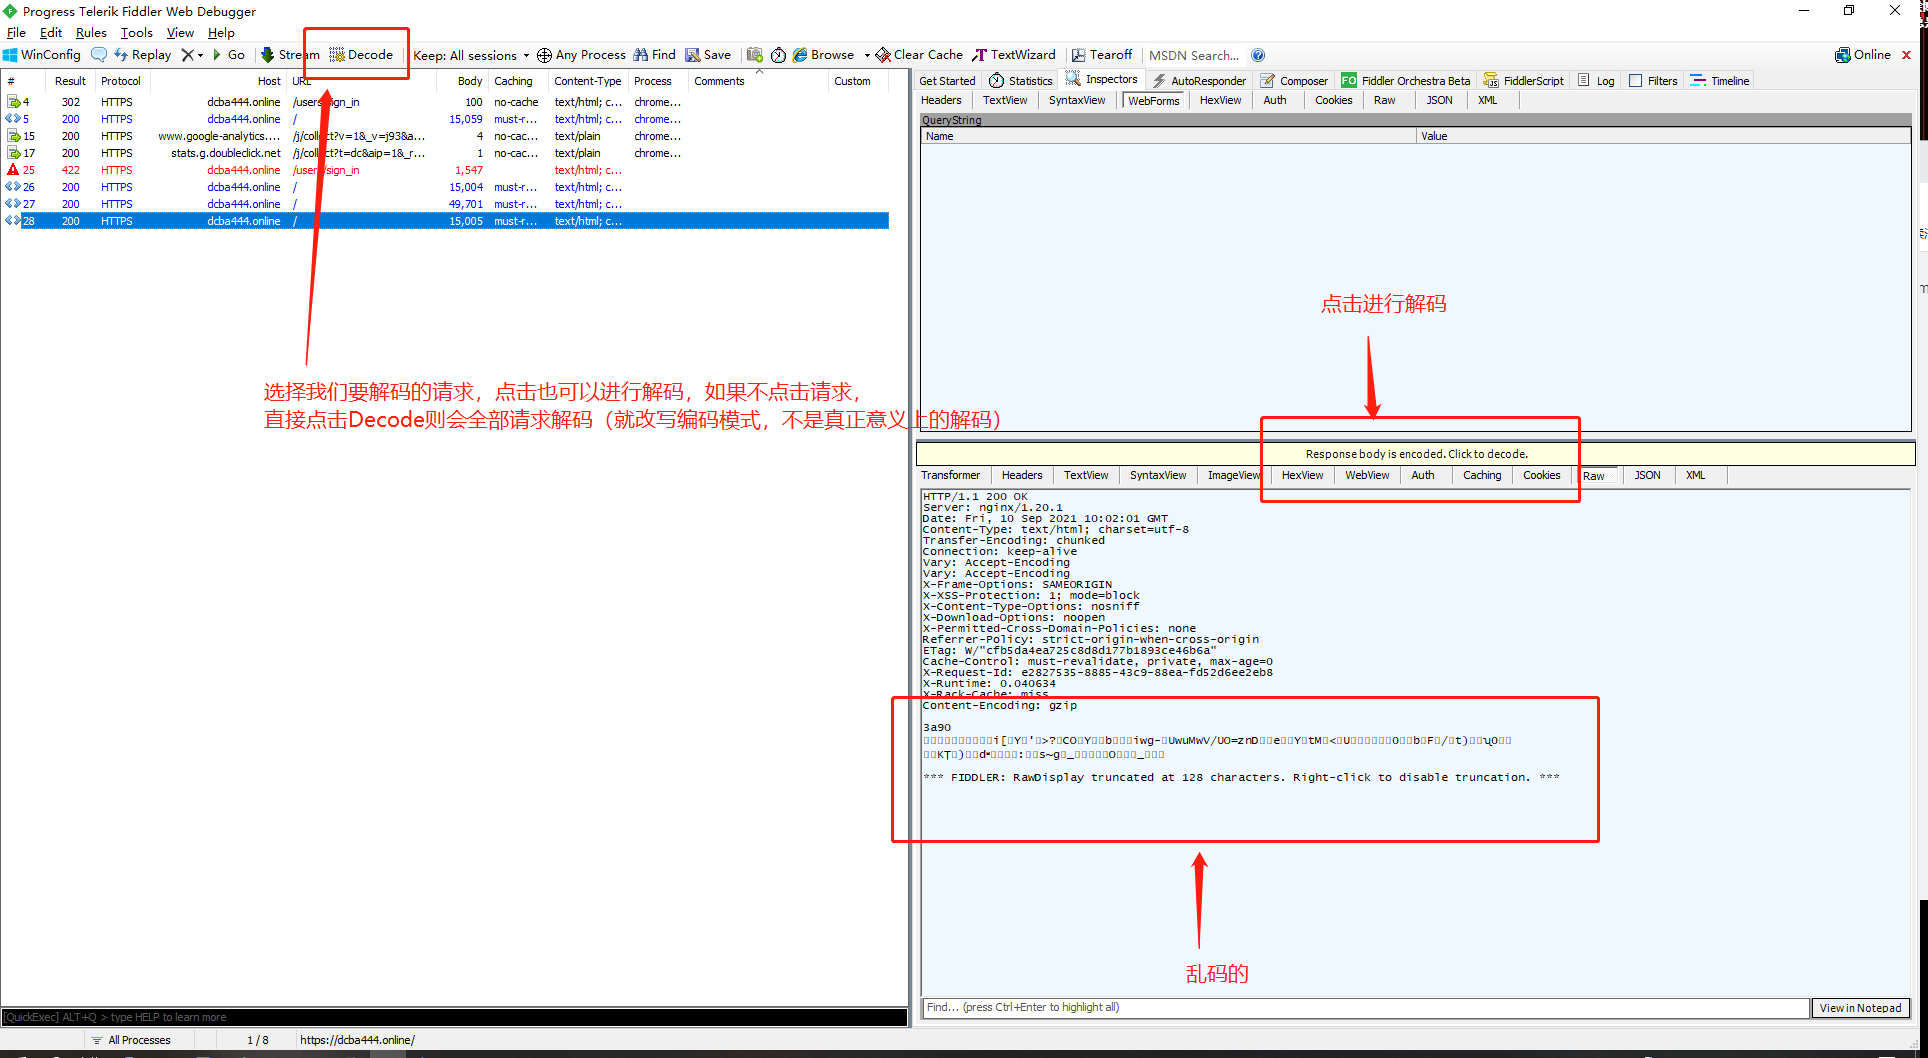 Progress Telerik Fiddler Web Debugger
File Edit Rules Tools View Help
WinConfig Replay Go Stream Decode Keep: All sessions Any Process Find Save Browse Clear Cache TextWizard Tearoff MSDN Search... Online
# Result Protocol Host URL Body Caching Content-Type Process Comments Custom
4 302 HTTPS dcba444.online /users/sign_in 100 no-cache text/html; c... chrome...
5 200 HTTPS dcba444.online / 15,059 must-r... text/html; c... chrome...
15 200 HTTPS www.google-analytics.... /j/collect?v=1&_v=j93&a... 4 no-cac... text/plain chrome...
17 200 HTTPS stats.g.doubleclick.net /j/collect?t=dc&aip=1&_r... 1 no-cac... text/plain chrome...
25 422 HTTPS dcba444.online /users/sign_in 1,547 text/html; c...
26 200 HTTPS dcba444.online / 15,004 must-r... text/html; c...
27 200 HTTPS dcba444.online / 49,701 must-r... text/html; c...
28 200 HTTPS dcba444.online / 15,005 must-r... text/html; c...
选择我们要解码的请求，点击也可以进行解码，如果不点击请求，
直接点击Decode则会全部请求解码（就改写编码模式，不是真正意义上的解码）
[QuickExec] ALT+Q > type HELP to learn more
All Processes 1 / 8 https://dcba444.online/
Get Started Statistics Inspectors AutoResponder Composer FO Fiddler Orchestra Beta FiddlerScript Log Filters Timeline
Headers TextView SyntaxView WebForms HexView Auth Cookies Raw JSON XML
QueryString
Name Value
点击进行解码
Response body is encoded. Click to decode.
Transformer Headers TextView SyntaxView ImageView HexView WebView Auth Caching Cookies Raw JSON XML
HTTP/1.1 200 OK
Server: nginx/1.20.1
Date: Fri, 10 Sep 2021 10:02:01 GMT
Content-Type: text/html; charset=utf-8
Transfer-Encoding: chunked
Connection: keep-alive
Vary: Accept-Encoding
Vary: Accept-Encoding
X-Frame-Options: SAMEORIGIN
X-XSS-Protection: 1; mode=block
X-Content-Type-Options: nosniff
X-Download-Options: noopen
X-Permitted-Cross-Domain-Policies: none
Referrer-Policy: strict-origin-when-cross-origin
ETag: W/"cfb5da4ea725c8d8d177b1893ce46b6a"
Cache-Control: must-revalidate, private, max-age=0
X-Request-Id: e2827535-8885-43c9-88ea-fd52d6ee2eb8
X-Runtime: 0.040634
X-Rack-Cache: miss
Content-Encoding: gzip
3a90
*** FIDDLER: RawDisplay truncated at 128 characters. Right-click to disable truncation. ***
乱码的
Find... (press Ctrl+Enter to highlight all) View in Notepad